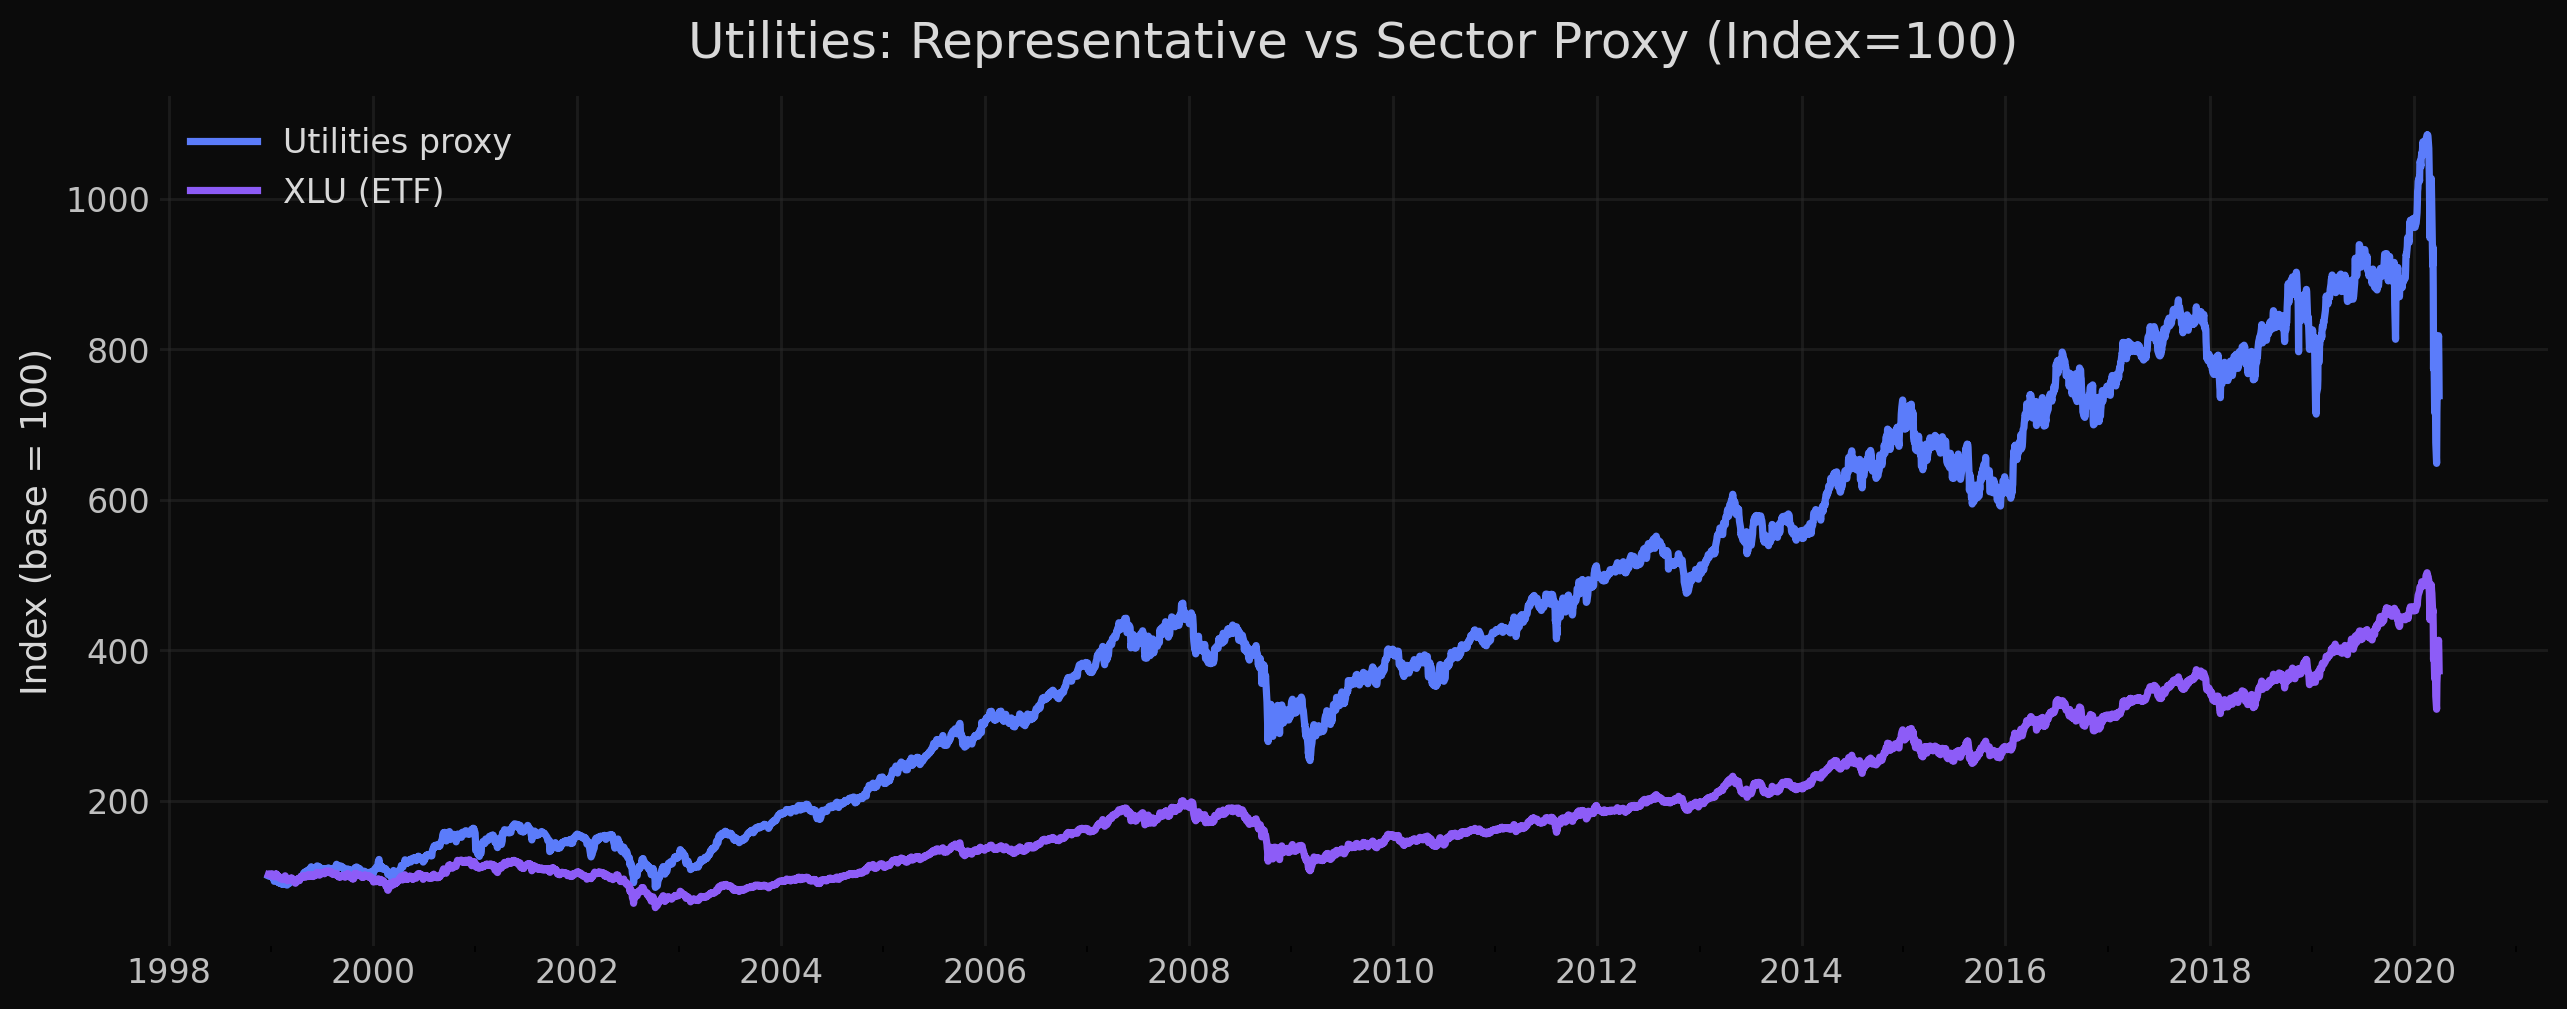 Utilities: Representative vs Sector Proxy (Index=100)
Utilities proxy
XLU (ETF)
Index (base = 100)
1000
800
600
400
200
1998 2000 2002 2004 2006 2008 2010 2012 2014 2016 2018 2020